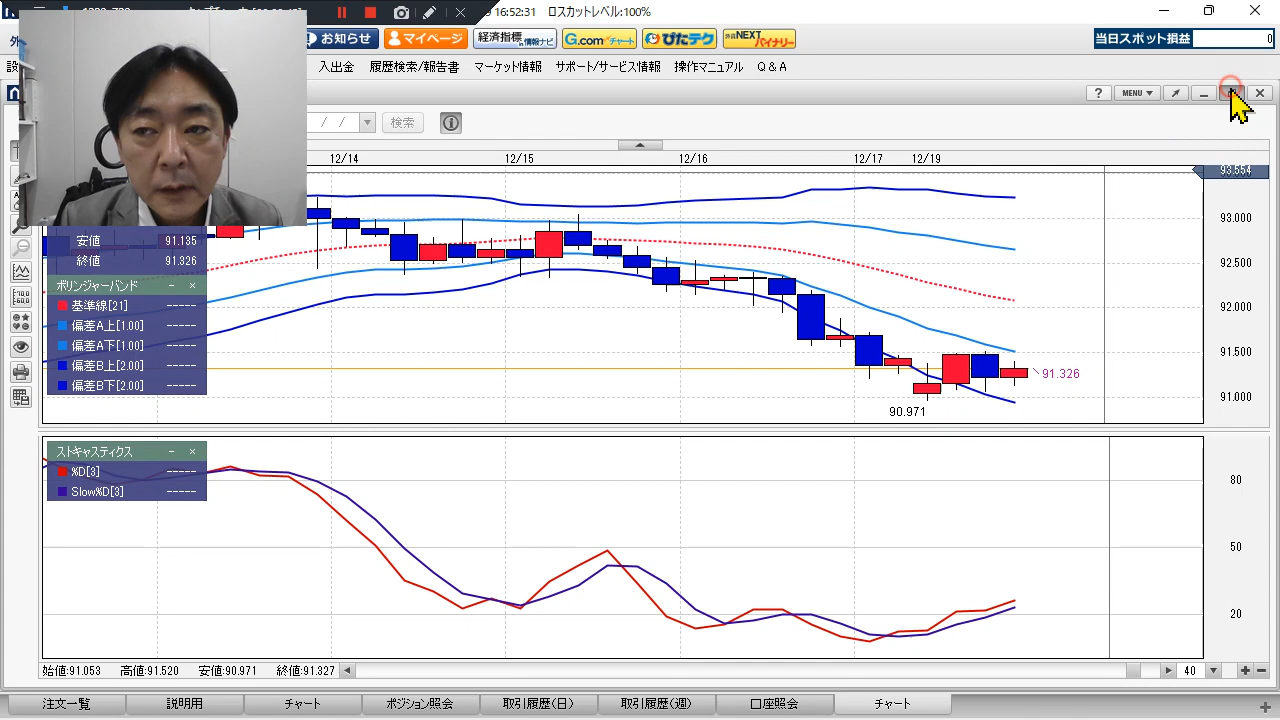 16:52:31 ロスカットレベル:100%
お知らせ
マイページ
経済指標 情報ナビ
G.comチャート
ぴたテク
外貨NEXTバイナリー
当日スポット損益 0
入出金 履歴検索/報告書 マーケット情報 サポート/サービス情報 操作マニュアル Q&A
? MENU
/ / 検索
12/14 12/15 12/16 12/17 12/19
93.554
93.000
92.500
92.000
91.500
91.000
91.326
90.971
安値 91.135
終値 91.326
ボリンジャーバンド
基準線[21] -----
偏差A上[1.00] -----
偏差A下[1.00] -----
偏差B上[2.00] -----
偏差B下[2.00] -----
ストキャスティクス
%D[3] -----
Slow%D[3] -----
80
50
20
始値:91.053 高値:91.520 安値:90.971 終値:91.327 40
注文一覧 説明用 チャート ポジション照会 取引履歴(日) 取引履歴(週) 口座照会 チャート